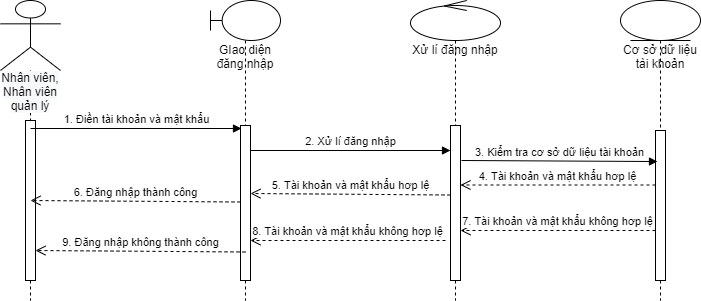 Nhân viên,
Nhân viên
quản lý
Giao diện
đăng nhập
Xử lí đăng nhập
Cơ sở dữ liệu
tài khoản
1. Điền tài khoản và mật khẩu
2. Xử lí đăng nhập
3. Kiểm tra cơ sở dữ liệu tài khoản
4. Tài khoản và mật khẩu hợp lệ
5. Tài khoản và mật khẩu hợp lệ
6. Đăng nhập thành công
7. Tài khoản và mật khẩu không hợp lệ
8. Tài khoản và mật khẩu không hợp lệ
9. Đăng nhập không thành công